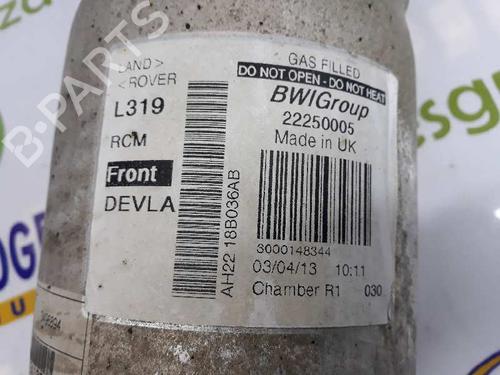 LAND>
<ROVER
L319
RCM
Front
DEVLA
AH22 18B036AB
GAS FILLED
DO NOT OPEN - DO NOT HEAT
BWIGroup
22250005
Made in UK
S000148344
03/04/13 10:11
Chamber R1 030
B-Parts